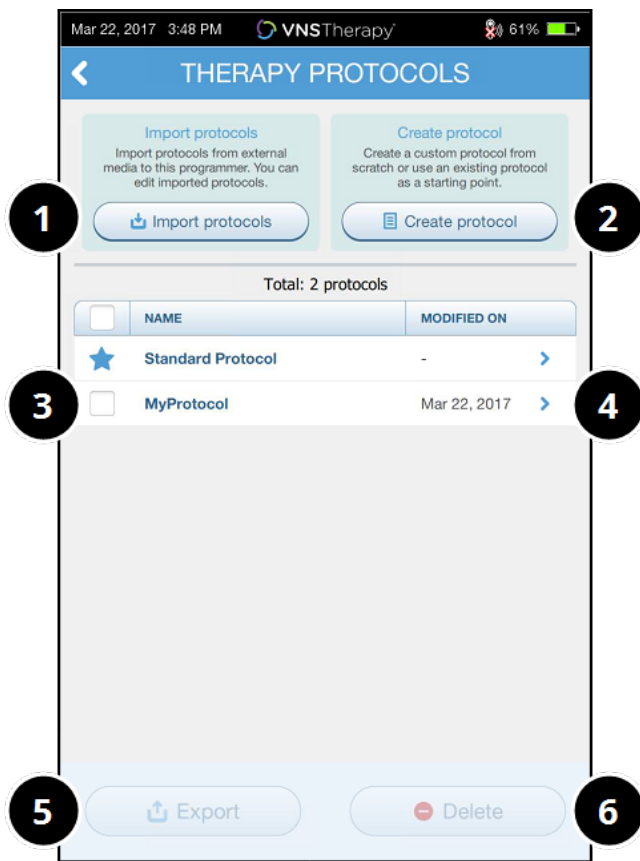 Mar 22, 2017 3:48 PM VNSTherapy 61%
THERAPY PROTOCOLS
Import protocols
Import protocols from external
media to this programmer. You can
edit imported protocols.
Import protocols
Create protocol
Create a custom protocol from
scratch or use an existing protocol
as a starting point.
Create protocol
1
2
Total: 2 protocols
NAME MODIFIED ON
Standard Protocol -
MyProtocol Mar 22, 2017
3
4
Export
Delete
5
6